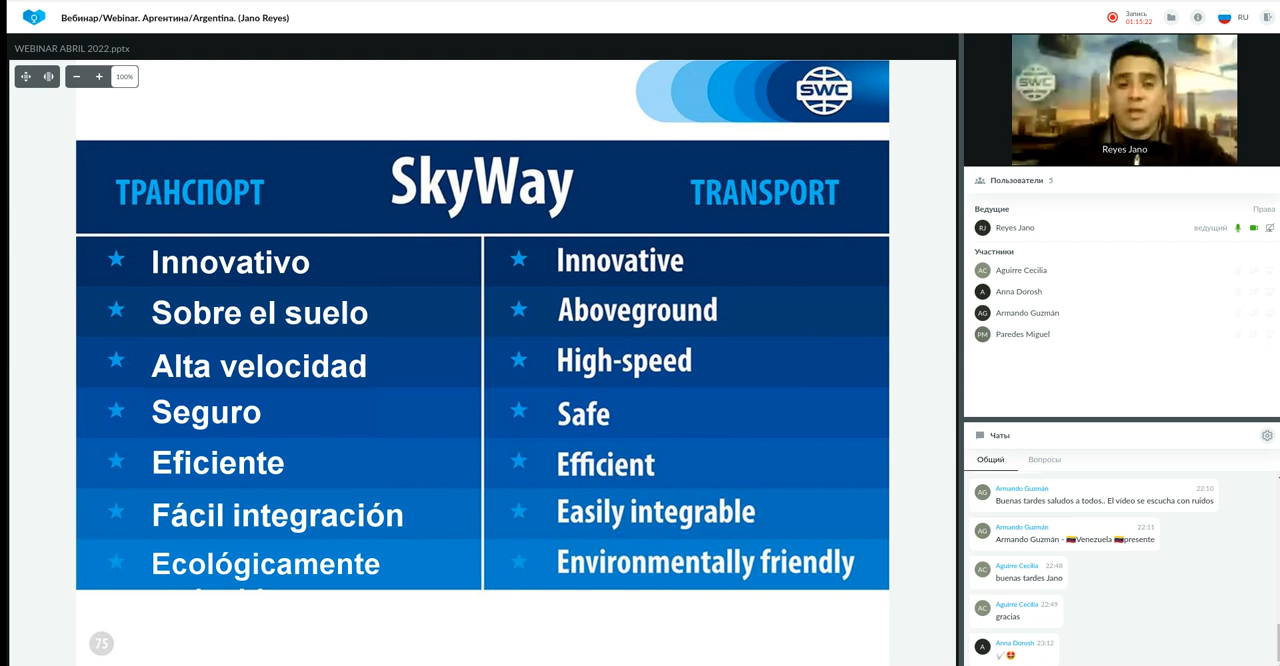 Вебинар/Webinar. Аргентина/Argentina. (Jano Reyes)
Запись
01:15:22
RU
WEBINAR ABRIL 2022.pptx
100%
SWC
ТРАНСПОРТ
SkyWay
TRANSPORT
Innovativo
Innovative
Sobre el suelo
Aboveground
Alta velocidad
High-speed
Seguro
Safe
Eficiente
Efficient
Fácil integración
Easily integrable
Ecológicamente
Environmentally friendly
75
SWC
Reyes Jano
Пользователи 5
Ведущие
Права
RJ
Reyes Jano
ведущий
Участники
AC
Aguirre Cecilia
A
Anna Dorosh
AG
Armando Guzmán
PM
Paredes Miguel
Чаты
Общий
Вопросы
AG
Armando Guzmán
22:10
Buenas tardes saludos a todos.. El vídeo se escucha con ruidos
AG
Armando Guzmán
22:11
Armando Guzmán - 🇻🇪Venezuela 🇻🇪presente
AC
Aguirre Cecilia 22:48
buenas tardes Jano
AC
Aguirre Cecilia 22:49
gracias
A
Anna Dorosh 23:12